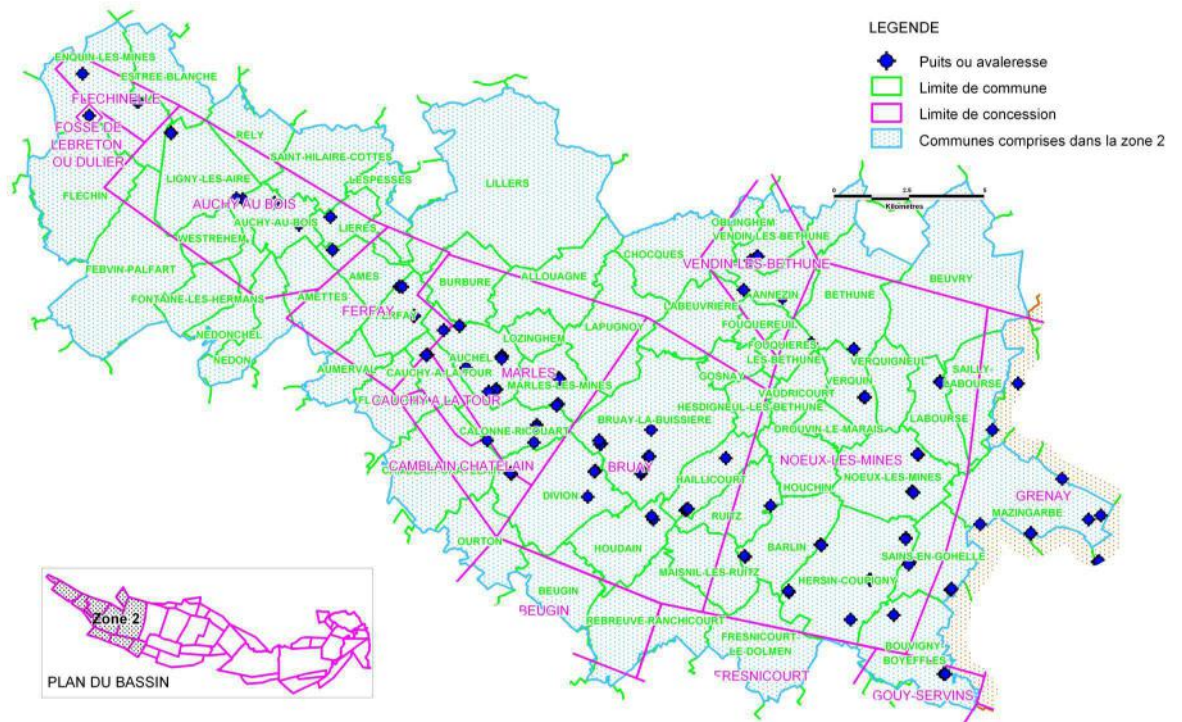 LEGENDE
Puits ou avaleresse
Limite de commune
Limite de concession
Communes comprises dans la zone 2
0 2.5 5
Kilomètres
ENQUIN-LES-MINES
ESTREE-BLANCHE
FLECHINELLE
FOSSE DE
LEBRETON
OU DULIER
RELY
SAINT-HILAIRE-COTTES
LESPESSES
LILLERS
FLECHIN
LIGNY-LES-AIRE
AUCHY AU BOIS
AUCHY-AU-BOIS
LIERES
WESTREHEM
FEBVIN-PALFART
FONTAINE-LES-HERMANS
NEDONCHEL
NEDON
AMES
AMETTES
FERFAY
BURBURE
ALLOUAGNE
CHOCQUES
OBLINGHEM
VENDIN-LES-BETHUNE
VENDIN-LES-BETHUNE
ANNEZIN
BETHUNE
BEUVRY
LABEUVRIERE
LAPUGNOY
FOUQUEREUIL
FOUQUIERES
LES-BETHUNE
VERQUIGNEUL
SAILLY-
LABOURSE
LOZINGHEM
AUCHEL
MARLES
MARLES-LES-MINES
AUMERVAL
CAUCHY-A-LA-TOUR
CAUCHY A LA TOUR
GOSNAY
VAUDRICOURT
VERQUIN
HESDIGNEUL-LES-BETHUNE
LABOURSE
DROUVIN-LE-MARAIS
BRUAY-LA-BUISSIERE
CALONNE-RICOUART
CAMBLAIN CHATELAIN
BRUAY
NOEUX-LES-MINES
NOEUX-LES-MINES
HAILLICOURT
HOUCHIN
DIVION
RUITZ
GRENAY
MAZINGARBE
OURTON
HOUDAIN
BARLIN
SAINS-EN-GOHELLE
MAISNIL-LES-RUITZ
HERSIN-COUPIGNY
BEUGIN
BEUGIN
REBREUVE-RANCHICOURT
FRESNICOURT-
LE-DOLMEN
FRESNICOURT
BOUVIGNY
BOYEFFLES
GOUY-SERVINS
Zone 2
PLAN DU BASSIN